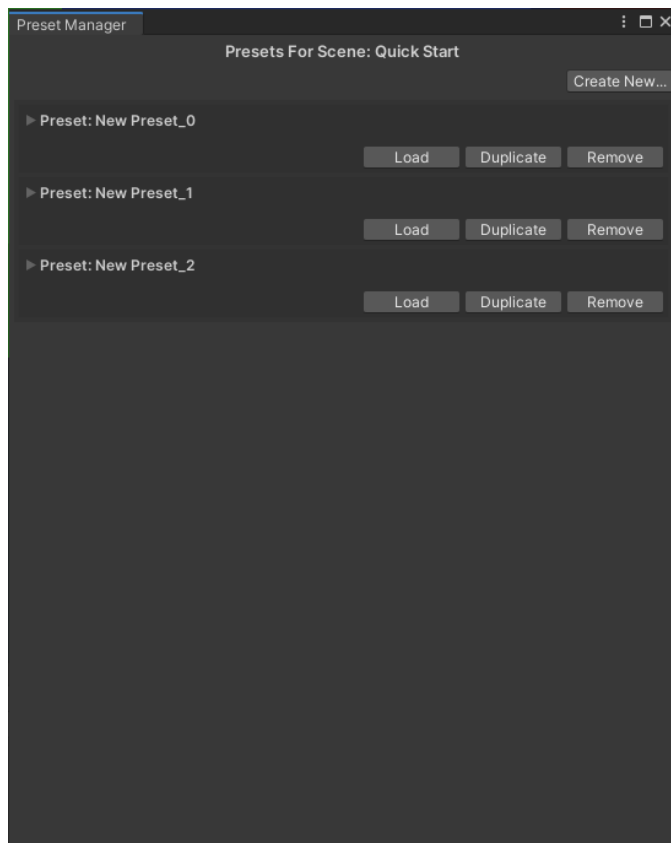 Preset Manager
Presets For Scene: Quick Start
Create New...
Preset: New Preset_0
Load Duplicate Remove
Preset: New Preset_1
Load Duplicate Remove
Preset: New Preset_2
Load Duplicate Remove